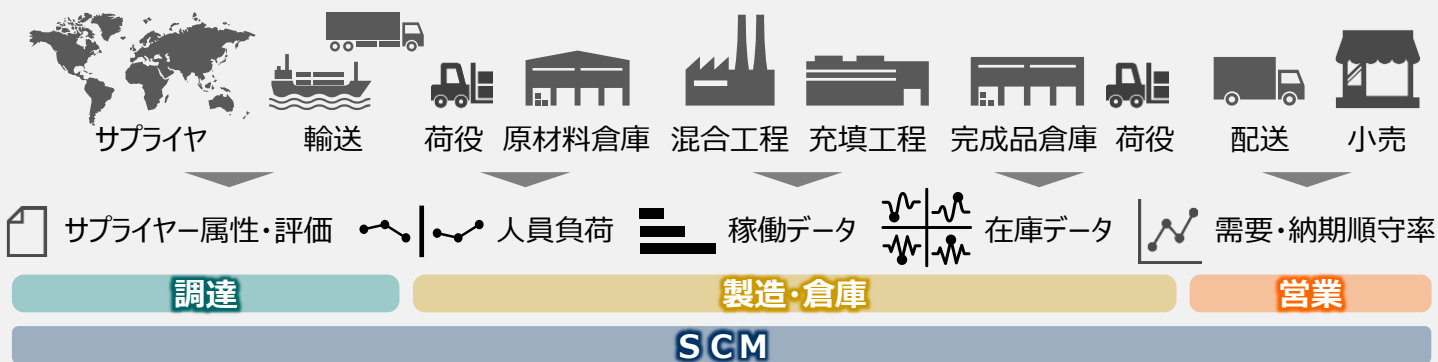 サプライヤ 輸送 荷役 原材料倉庫 混合工程 充填工程 完成品倉庫 荷役 配送 小売
サプライヤー属性・評価 人員負荷 稼働データ 在庫データ 需要・納期順守率
調達 製造・倉庫 営業
SCM